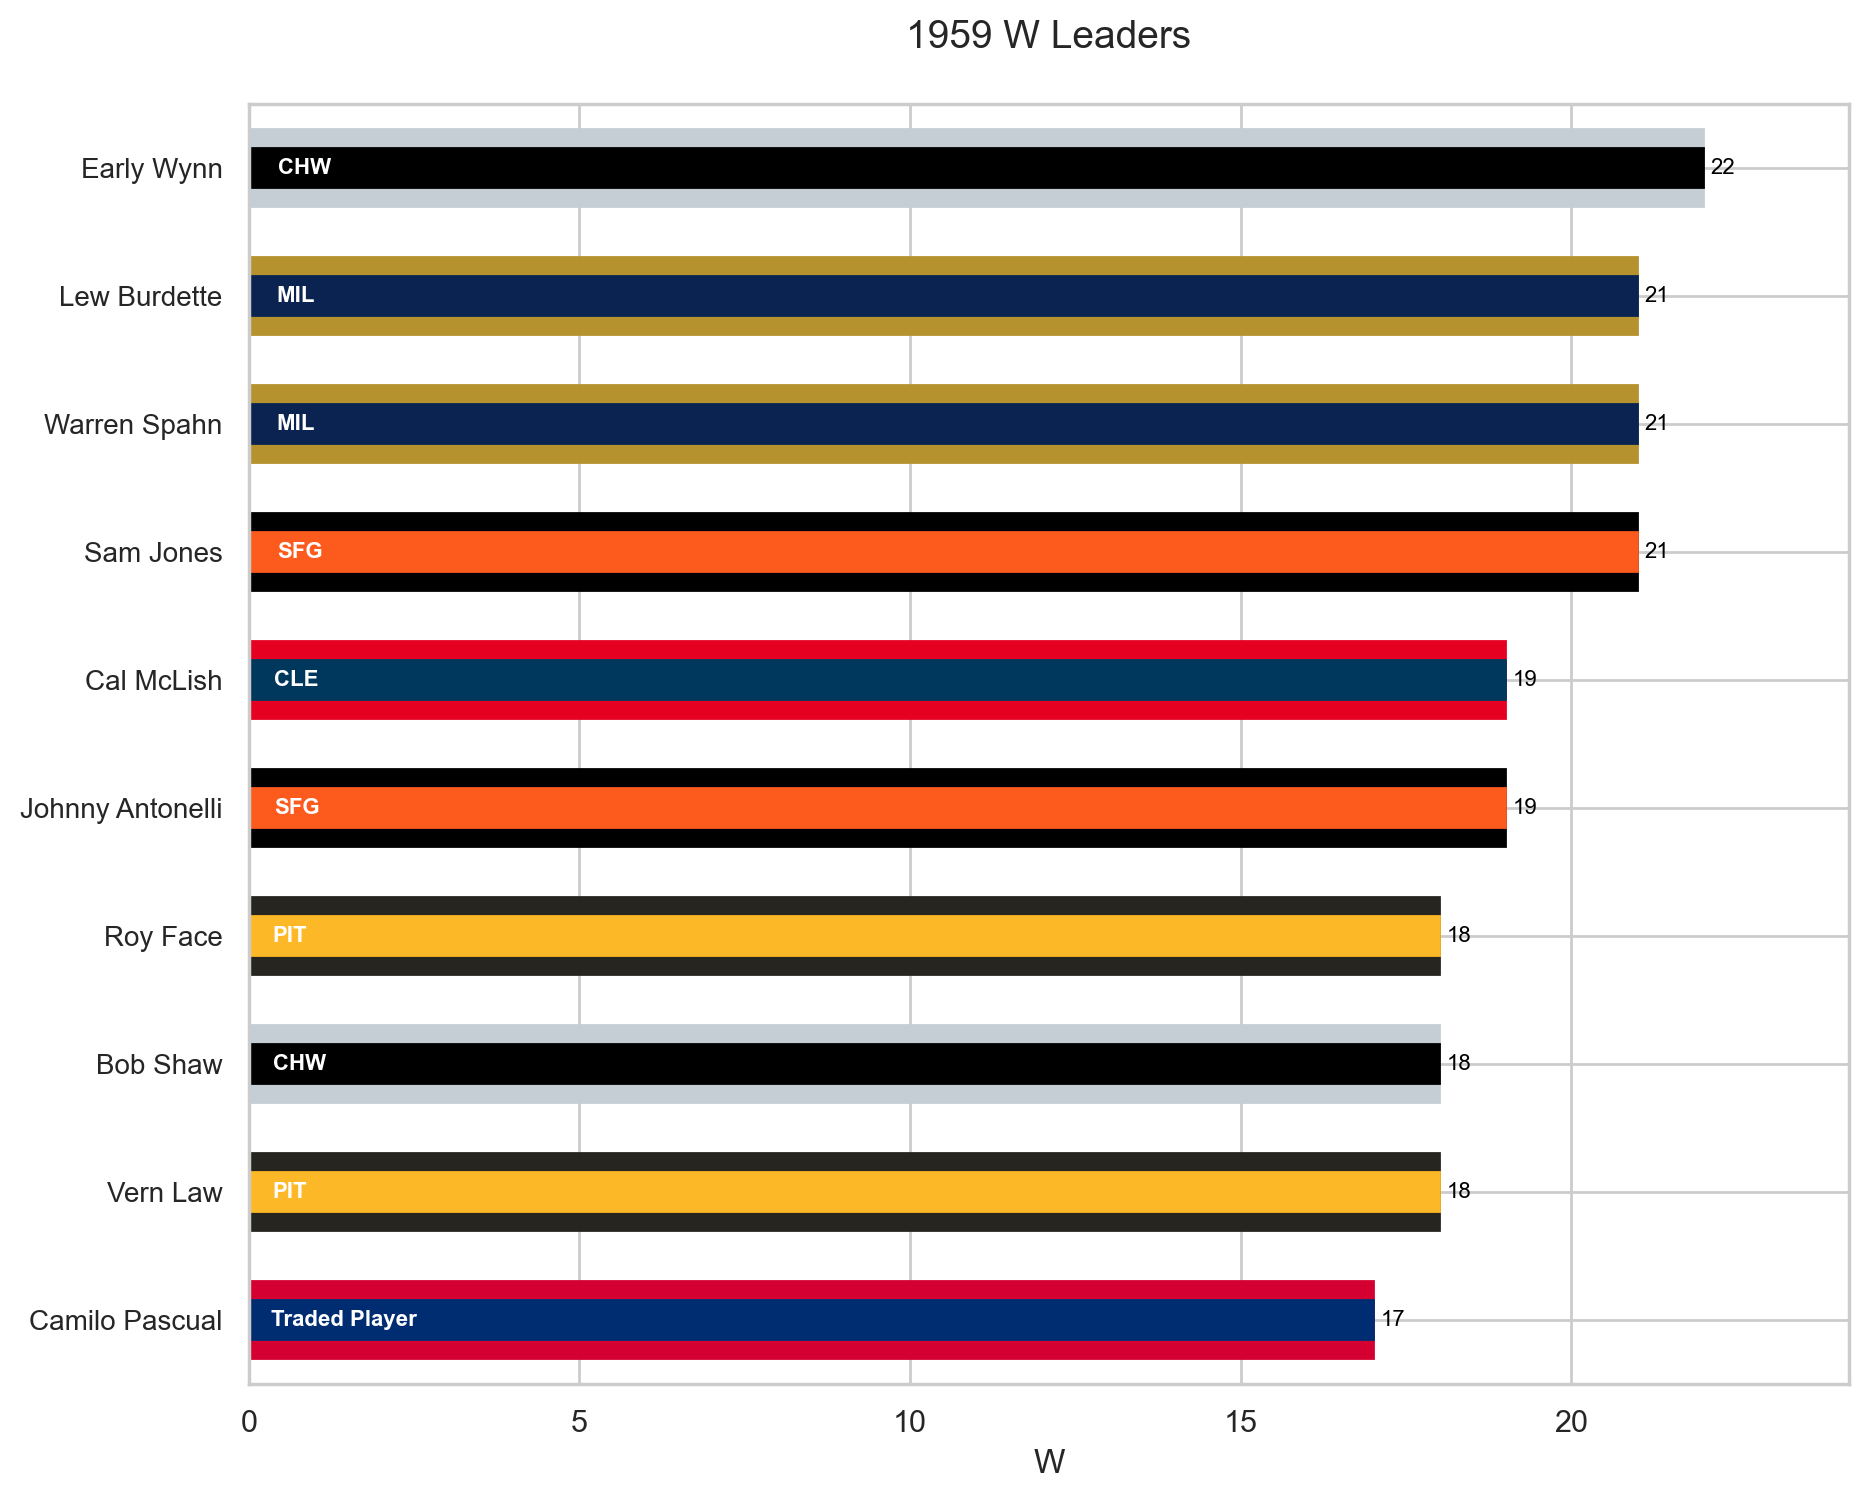 1959 W Leaders
Early Wynn CHW 22
Lew Burdette MIL 21
Warren Spahn MIL 21
Sam Jones SFG 21
Cal McLish CLE 19
Johnny Antonelli SFG 19
Roy Face PIT 18
Bob Shaw CHW 18
Vern Law PIT 18
Camilo Pascual Traded Player 17
0 5 10 15 20
W